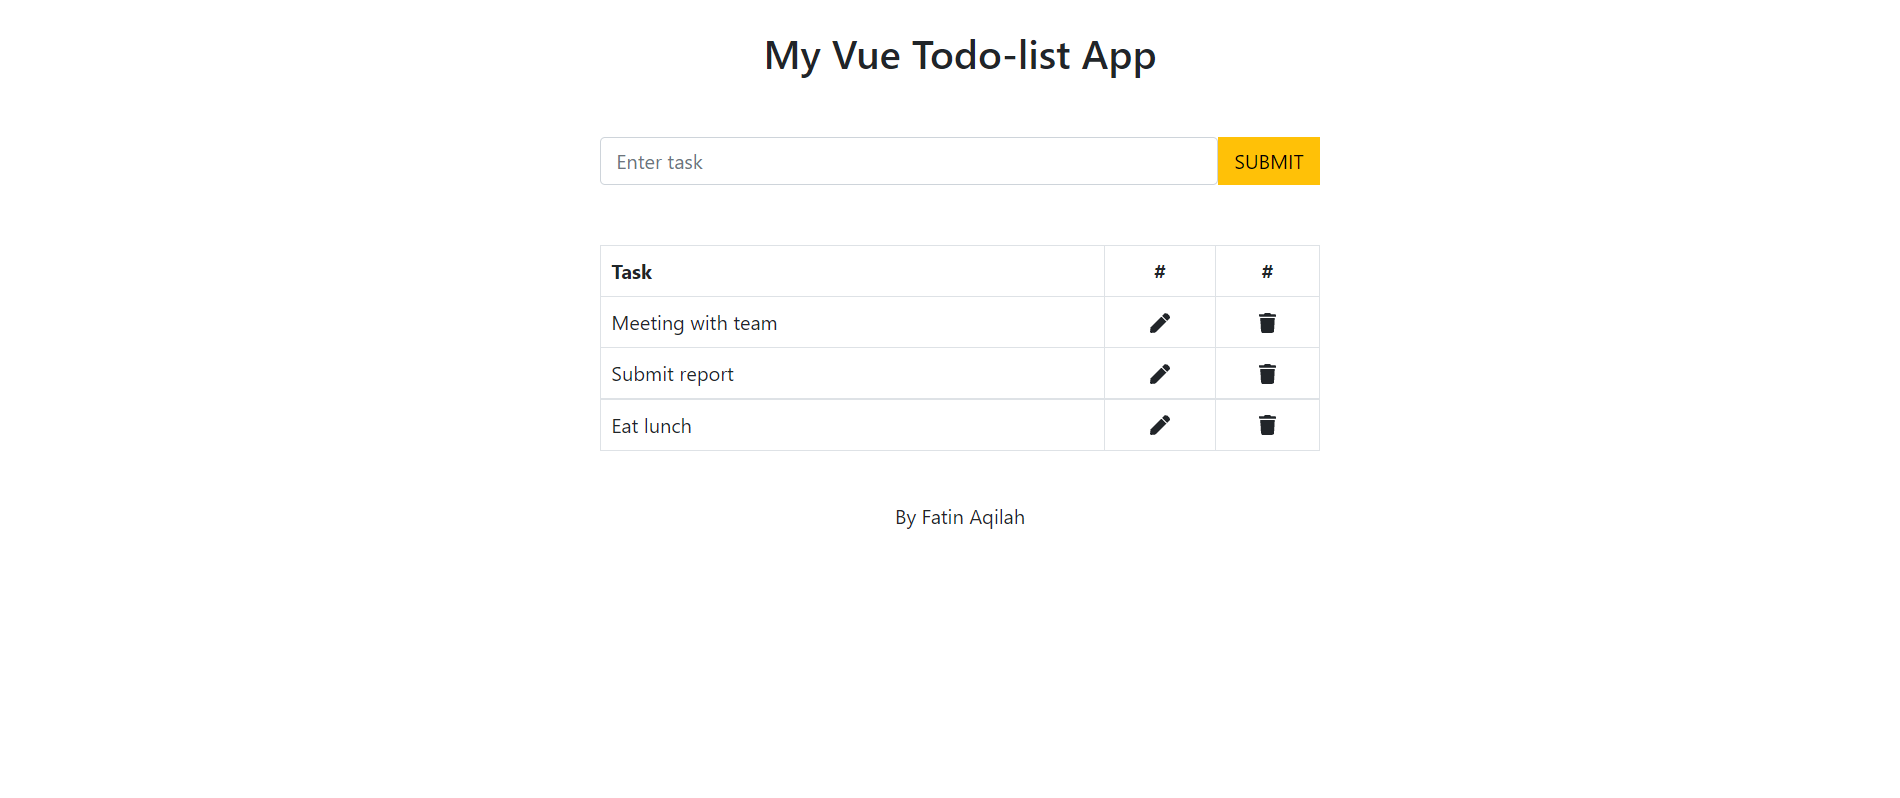 My Vue Todo-list App
Enter task SUBMIT
Task # #
Meeting with team
Submit report
Eat lunch
By Fatin Aqilah